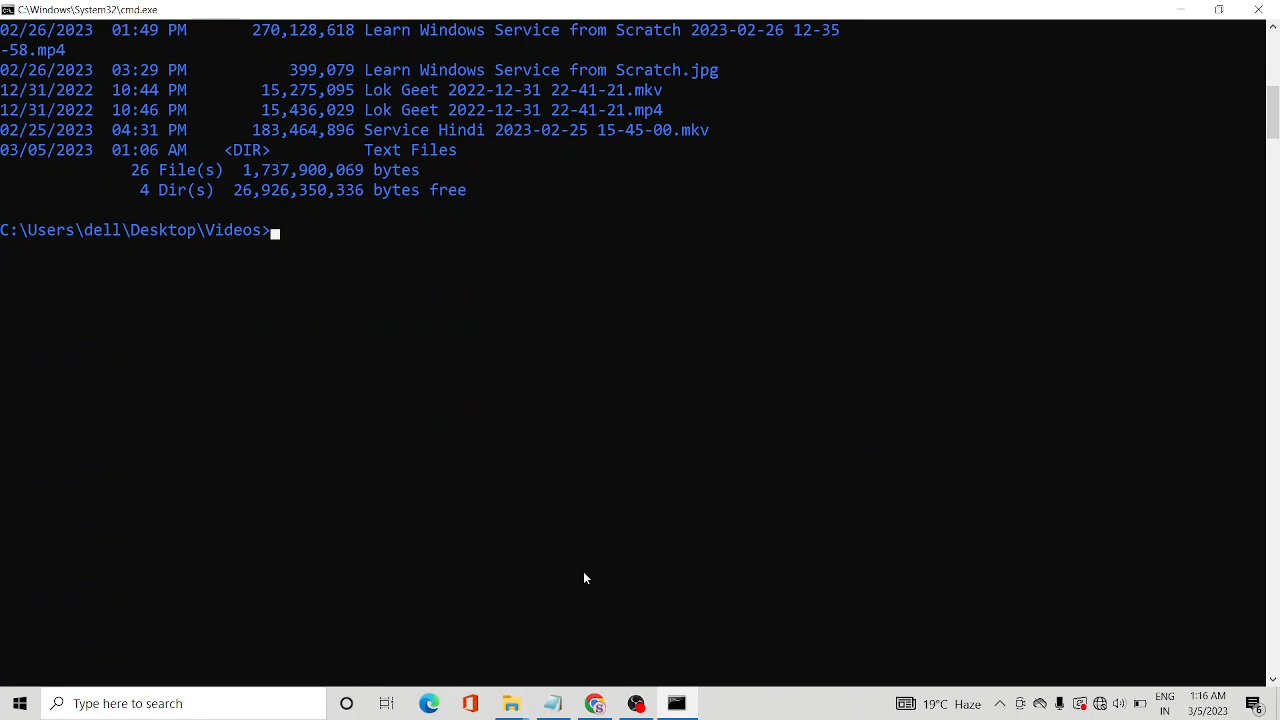 C:\Windows\System32\cmd.exe
02/26/2023  01:49 PM       270,128,618 Learn Windows Service from Scratch 2023-02-26 12-35
-58.mp4
02/26/2023  03:29 PM           399,079 Learn Windows Service from Scratch.jpg
12/31/2022  10:44 PM        15,275,095 Lok Geet 2022-12-31 22-41-21.mkv
12/31/2022  10:46 PM        15,436,029 Lok Geet 2022-12-31 22-41-21.mp4
02/25/2023  04:31 PM       183,464,896 Service Hindi 2023-02-25 15-45-00.mkv
03/05/2023  01:06 AM    <DIR>          Text Files
              26 File(s)  1,737,900,069 bytes
               4 Dir(s)  26,926,350,336 bytes free
C:\Users\dell\Desktop\Videos>
Type here to search
19°C Haze
ENG
IN
1:16 AM
3/5/2023
6